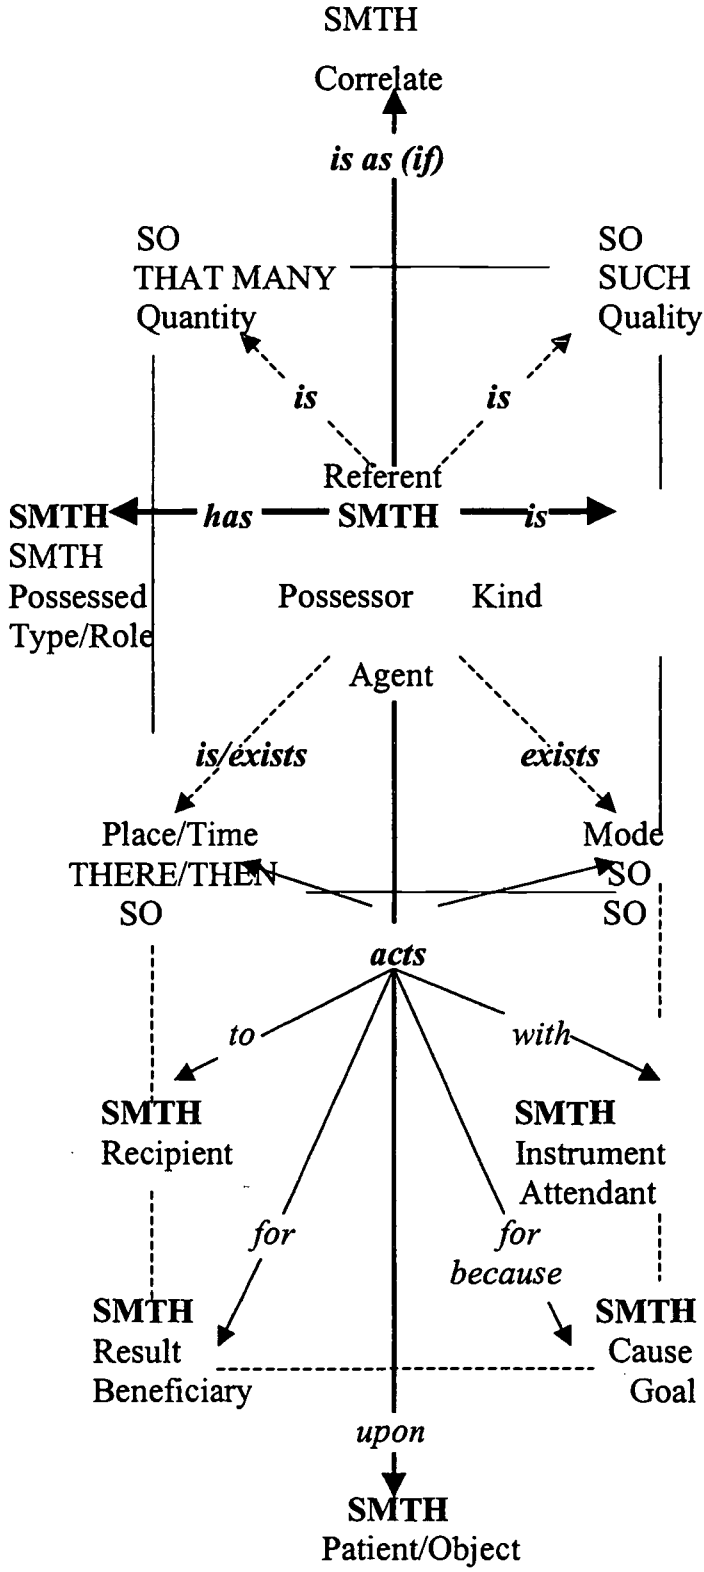 SMTH
Correlate
is as (if)
SO SO
THAT MANY SUCH
Quantity Quality
is is
Referent
SMTH has SMTH is
SMTH
Possessed Possessor Kind
Type/Role
Agent
is/exists exists
Place/Time Mode
THERE/THEN SO
SO SO
acts
to with
SMTH SMTH
Recipient Instrument
Attendant
for for
because
SMTH SMTH
Result Cause
Beneficiary Goal
upon
SMTH
Patient/Object